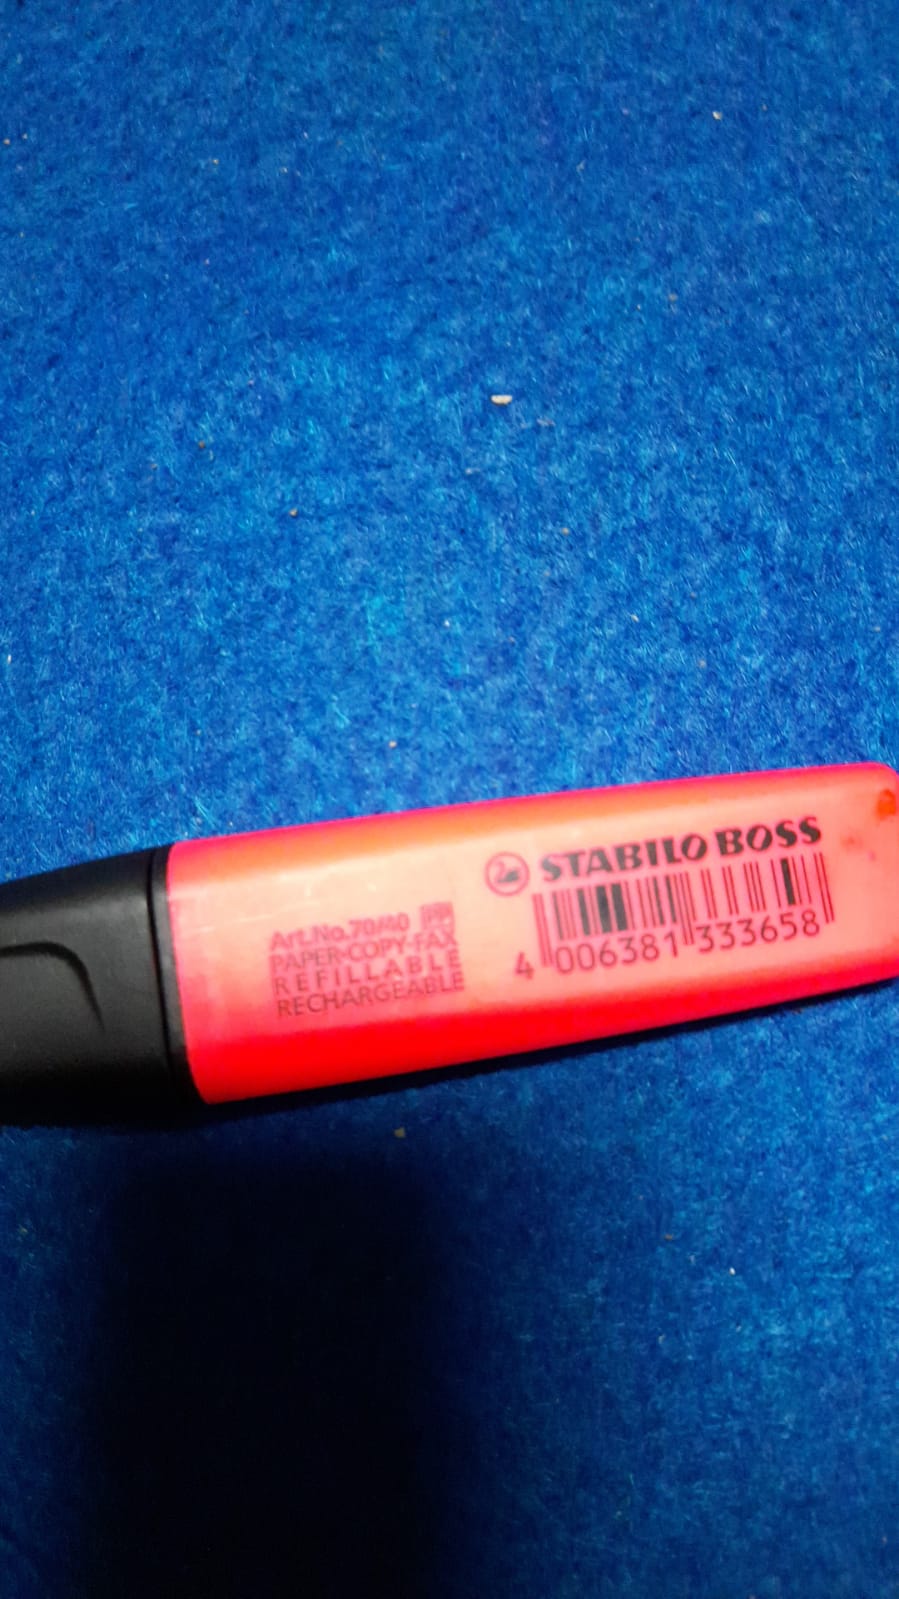 Art.No.70/40
PAPER-COPY-FAX
REFILLABLE
RECHARGEABLE
STABILO BOSS
4 006381 333658